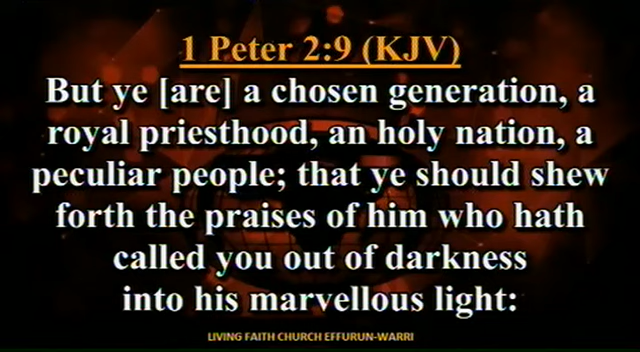 1 Peter 2:9 (KJV)
But ye [are] a chosen generation, a
royal priesthood, an holy nation, a
peculiar people; that ye should shew
forth the praises of him who hath
called you out of darkness
into his marvellous light:
LIVING FAITH CHURCH EFFURUN-WARRI